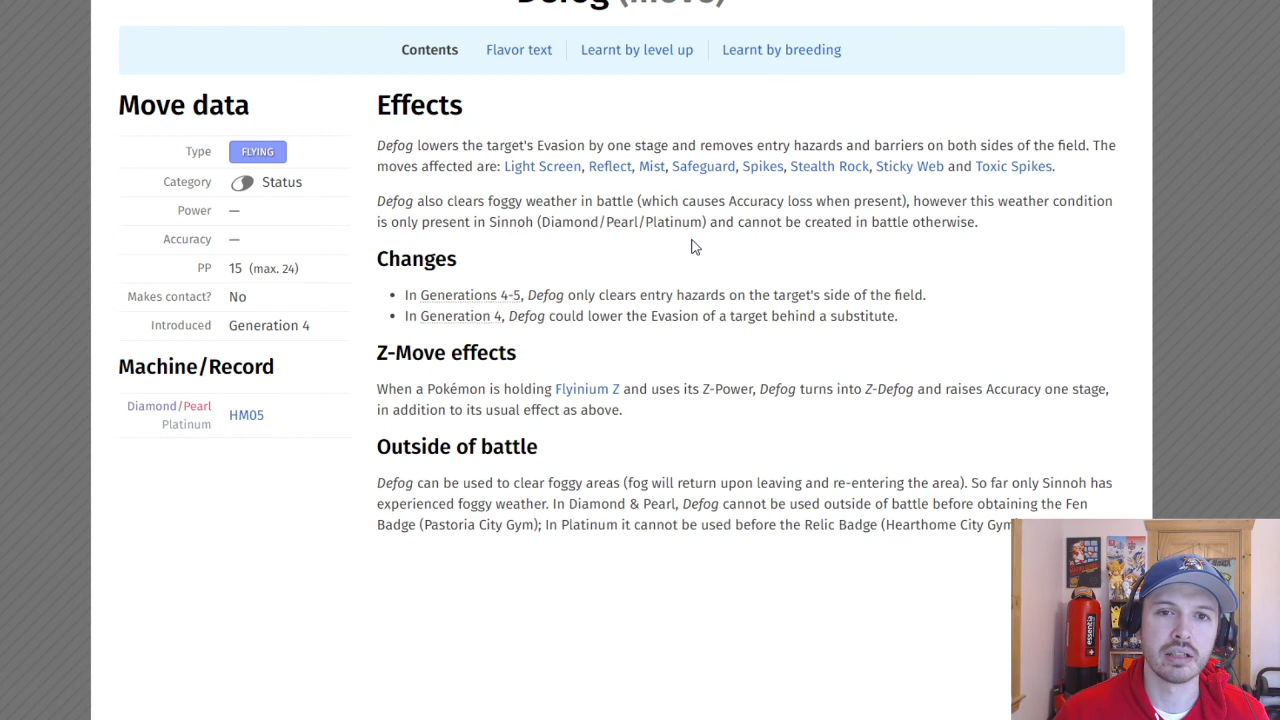 Defog (move)
Contents Flavor text Learnt by level up Learnt by breeding
Move data
Type FLYING
Category Status
Power —
Accuracy —
PP 15 (max. 24)
Makes contact? No
Introduced Generation 4
Machine/Record
Diamond/Pearl
Platinum
HM05
Effects
Defog lowers the target's Evasion by one stage and removes entry hazards and barriers on both sides of the field. The
moves affected are: Light Screen, Reflect, Mist, Safeguard, Spikes, Stealth Rock, Sticky Web and Toxic Spikes.
Defog also clears foggy weather in battle (which causes Accuracy loss when present), however this weather condition
is only present in Sinnoh (Diamond/Pearl/Platinum) and cannot be created in battle otherwise.
Changes
• In Generations 4-5, Defog only clears entry hazards on the target's side of the field.
• In Generation 4, Defog could lower the Evasion of a target behind a substitute.
Z-Move effects
When a Pokémon is holding Flyinium Z and uses its Z-Power, Defog turns into Z-Defog and raises Accuracy one stage,
in addition to its usual effect as above.
Outside of battle
Defog can be used to clear foggy areas (fog will return upon leaving and re-entering the area). So far only Sinnoh has
experienced foggy weather. In Diamond & Pearl, Defog cannot be used outside of battle before obtaining the Fen
Badge (Pastoria City Gym); In Platinum it cannot be used before the Relic Badge (Hearthome City Gym)
essentia